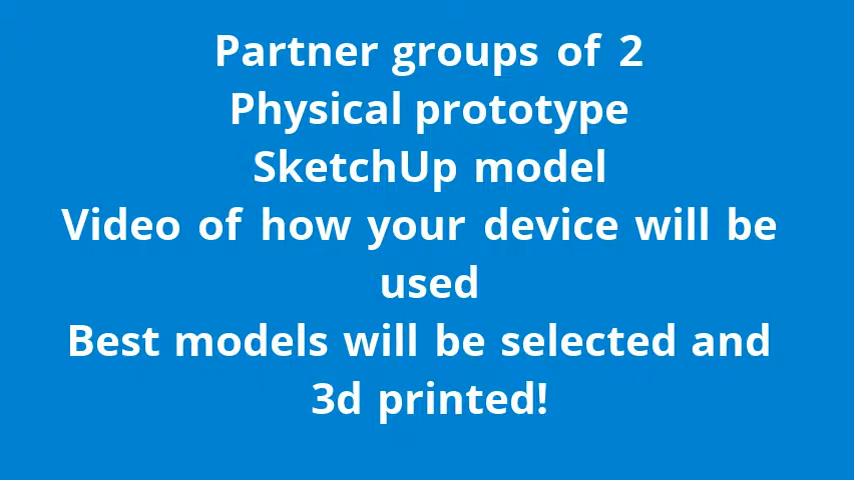 Partner groups of 2
Physical prototype
SketchUp model
Video of how your device will be
used
Best models will be selected and
3d printed!